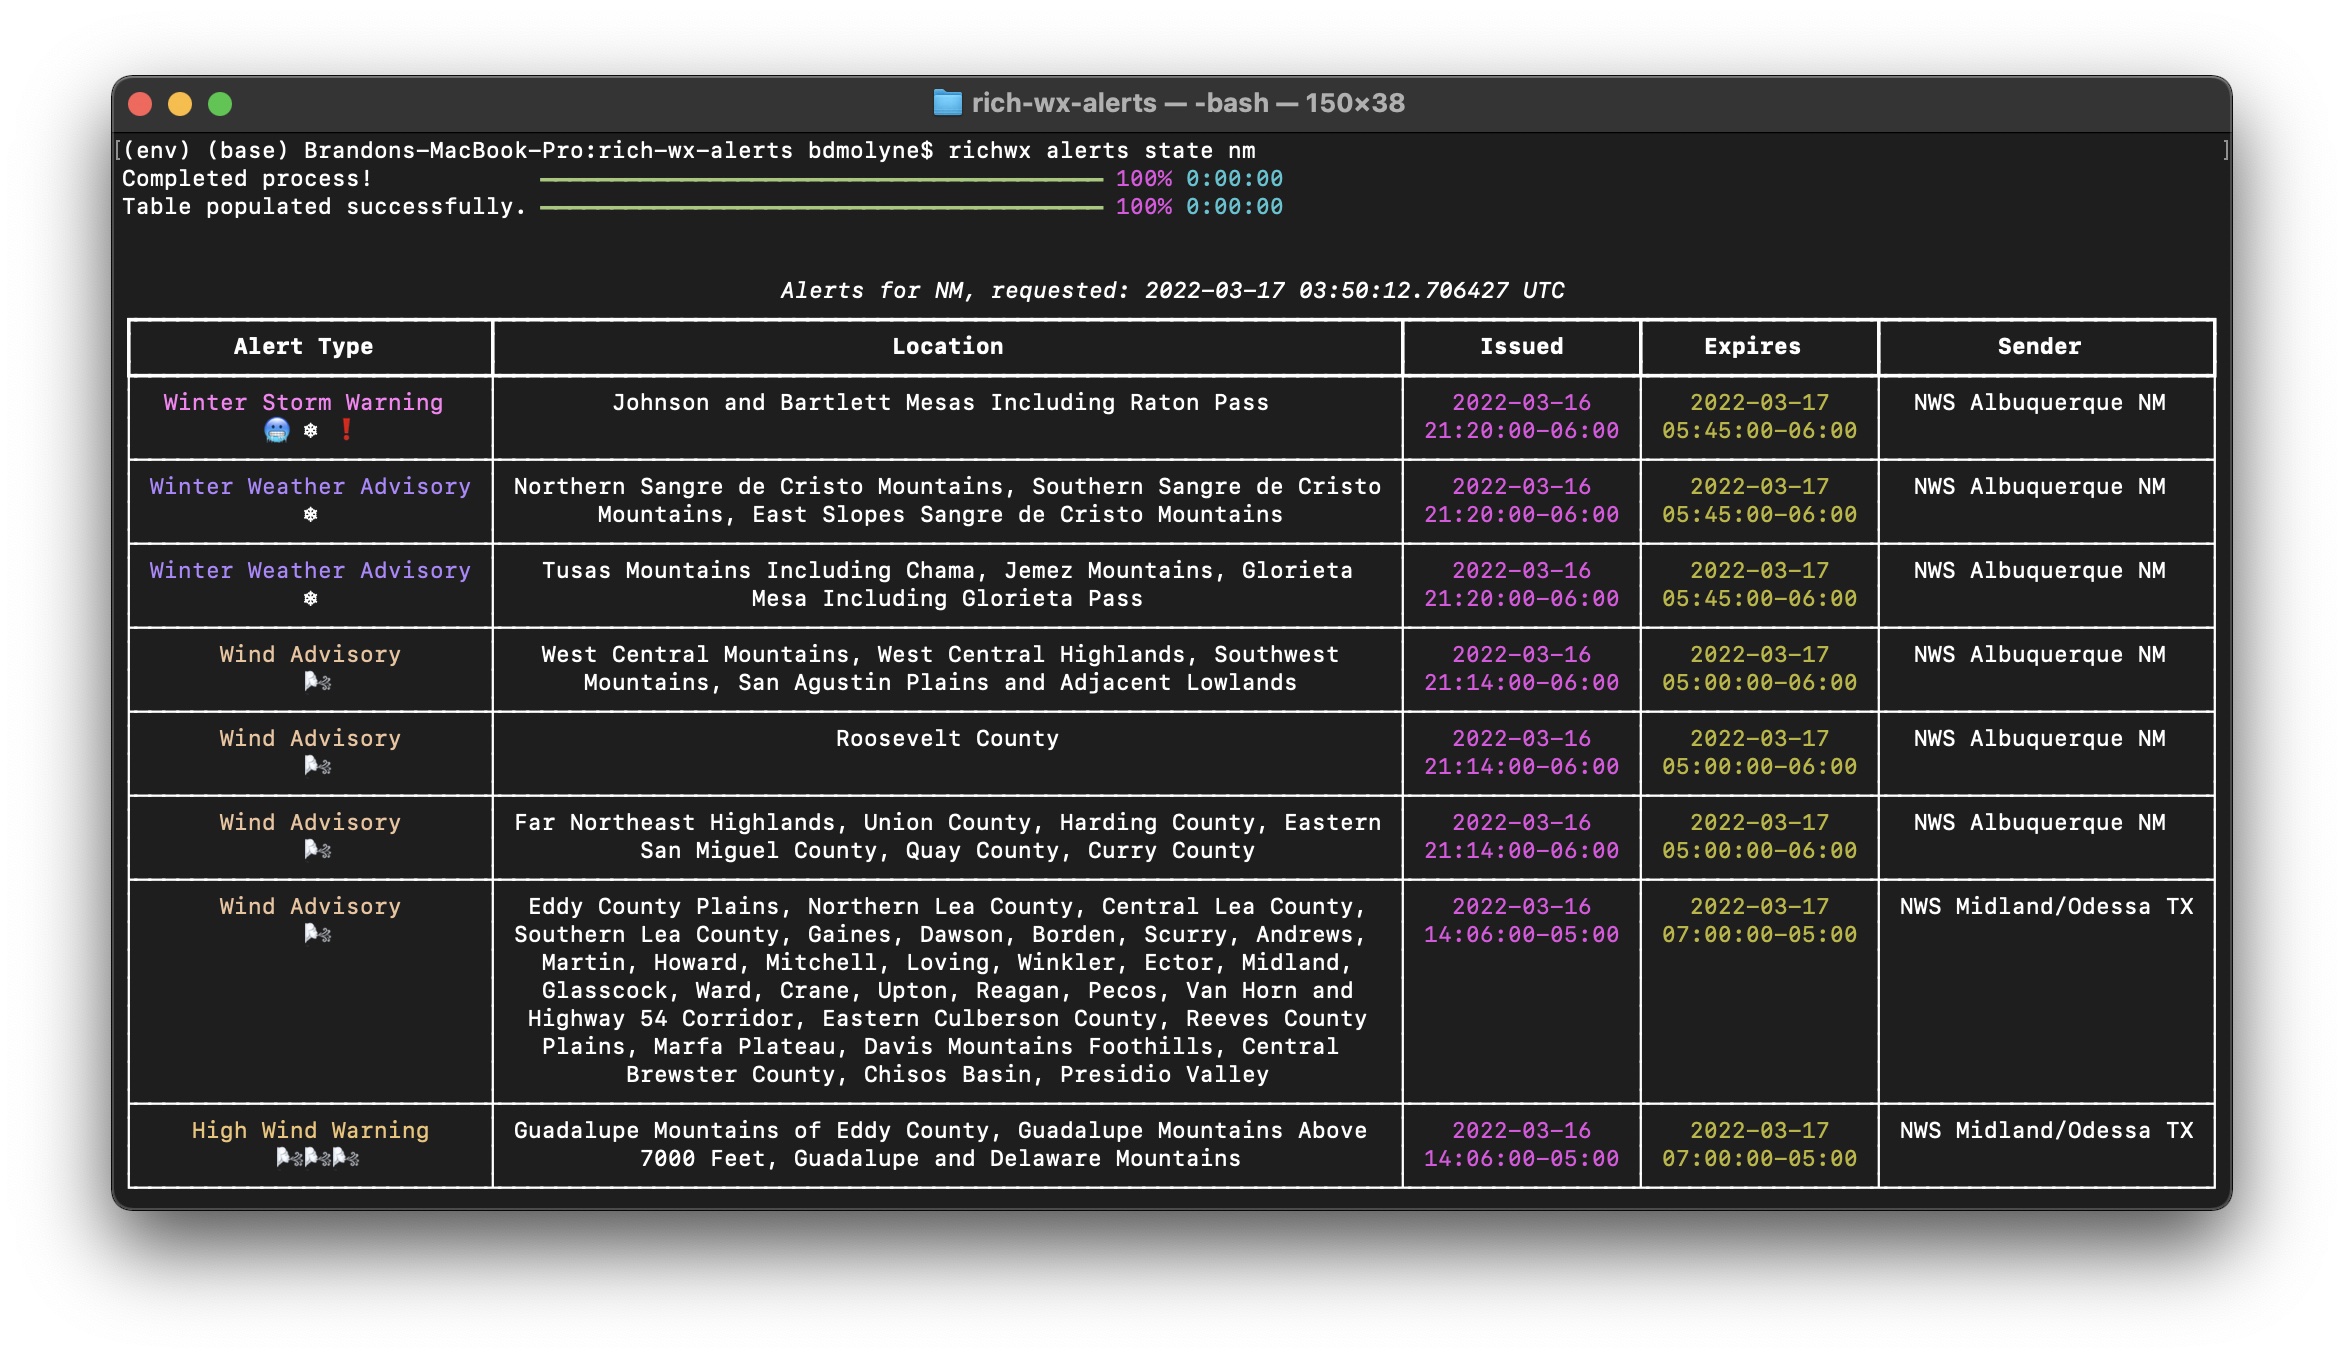 rich-wx-alerts — -bash — 150×38
[(env) (base) Brandons-MacBook-Pro:rich-wx-alerts bdmolyne$ richwx alerts state nm ]
Completed process! 100% 0:00:00
Table populated successfully. 100% 0:00:00
Alerts for NM, requested: 2022-03-17 03:50:12.706427 UTC
Alert Type Location Issued Expires Sender
Winter Storm Warning Johnson and Bartlett Mesas Including Raton Pass 2022-03-16 2022-03-17 NWS Albuquerque NM
🥶 ❄ ❗ 21:20:00-06:00 05:45:00-06:00
Winter Weather Advisory Northern Sangre de Cristo Mountains, Southern Sangre de Cristo 2022-03-16 2022-03-17 NWS Albuquerque NM
❄ Mountains, East Slopes Sangre de Cristo Mountains 21:20:00-06:00 05:45:00-06:00
Winter Weather Advisory Tusas Mountains Including Chama, Jemez Mountains, Glorieta 2022-03-16 2022-03-17 NWS Albuquerque NM
❄ Mesa Including Glorieta Pass 21:20:00-06:00 05:45:00-06:00
Wind Advisory West Central Mountains, West Central Highlands, Southwest 2022-03-16 2022-03-17 NWS Albuquerque NM
🌬 Mountains, San Agustin Plains and Adjacent Lowlands 21:14:00-06:00 05:00:00-06:00
Wind Advisory Roosevelt County 2022-03-16 2022-03-17 NWS Albuquerque NM
🌬 21:14:00-06:00 05:00:00-06:00
Wind Advisory Far Northeast Highlands, Union County, Harding County, Eastern 2022-03-16 2022-03-17 NWS Albuquerque NM
🌬 San Miguel County, Quay County, Curry County 21:14:00-06:00 05:00:00-06:00
Wind Advisory Eddy County Plains, Northern Lea County, Central Lea County, 2022-03-16 2022-03-17 NWS Midland/Odessa TX
🌬 Southern Lea County, Gaines, Dawson, Borden, Scurry, Andrews, 14:06:00-05:00 07:00:00-05:00
Martin, Howard, Mitchell, Loving, Winkler, Ector, Midland,
Glasscock, Ward, Crane, Upton, Reagan, Pecos, Van Horn and
Highway 54 Corridor, Eastern Culberson County, Reeves County
Plains, Marfa Plateau, Davis Mountains Foothills, Central
Brewster County, Chisos Basin, Presidio Valley
High Wind Warning Guadalupe Mountains of Eddy County, Guadalupe Mountains Above 2022-03-16 2022-03-17 NWS Midland/Odessa TX
🌬🌬🌬 7000 Feet, Guadalupe and Delaware Mountains 14:06:00-05:00 07:00:00-05:00